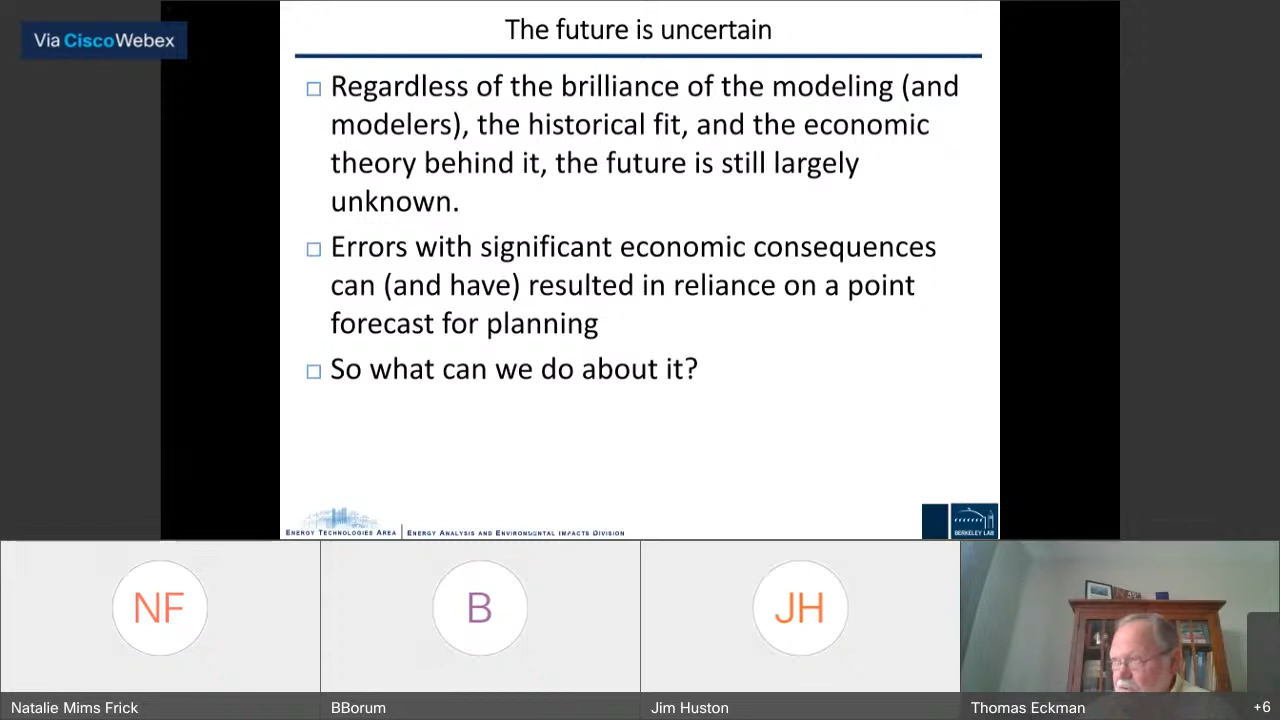 Via CiscoWebex
The future is uncertain
Regardless of the brilliance of the modeling (and
modelers), the historical fit, and the economic
theory behind it, the future is still largely
unknown.
Errors with significant economic consequences
can (and have) resulted in reliance on a point
forecast for planning
So what can we do about it?
ENERGY TECHNOLOGIES AREA ENERGY ANALYSIS AND ENVIRONMENTAL IMPACTS DIVISION
BERKELEY LAB
NF
B
JH
Natalie Mims Frick
BBorum
Jim Huston
Thomas Eckman
+6